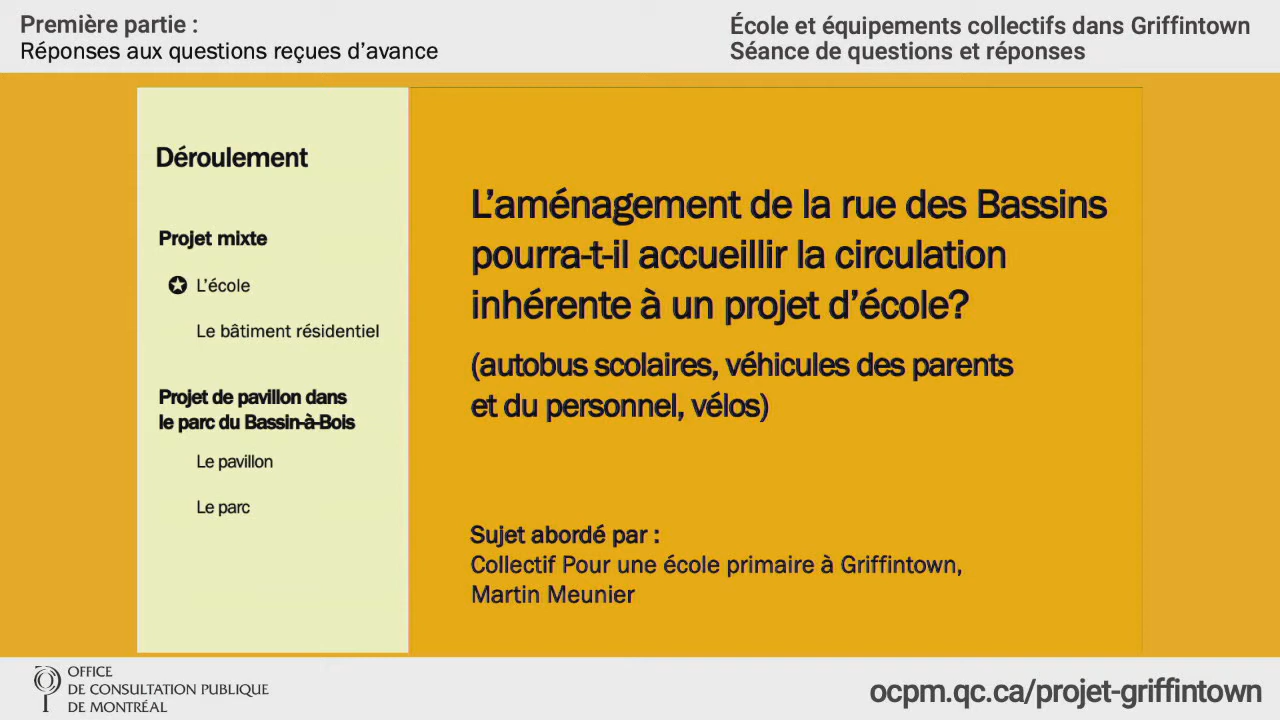 Première partie :
Réponses aux questions reçues d’avance
École et équipements collectifs dans Griffintown
Séance de questions et réponses
Déroulement
Projet mixte
L’école
Le bâtiment résidentiel
Projet de pavillon dans
le parc du Bassin-à-Bois
Le pavillon
Le parc
L’aménagement de la rue des Bassins
pourra-t-il accueillir la circulation
inhérente à un projet d’école?
(autobus scolaires, véhicules des parents
et du personnel, vélos)
Sujet abordé par :
Collectif Pour une école primaire à Griffintown,
Martin Meunier
OFFICE
DE CONSULTATION PUBLIQUE
DE MONTRÉAL
ocpm.qc.ca/projet-griffintown